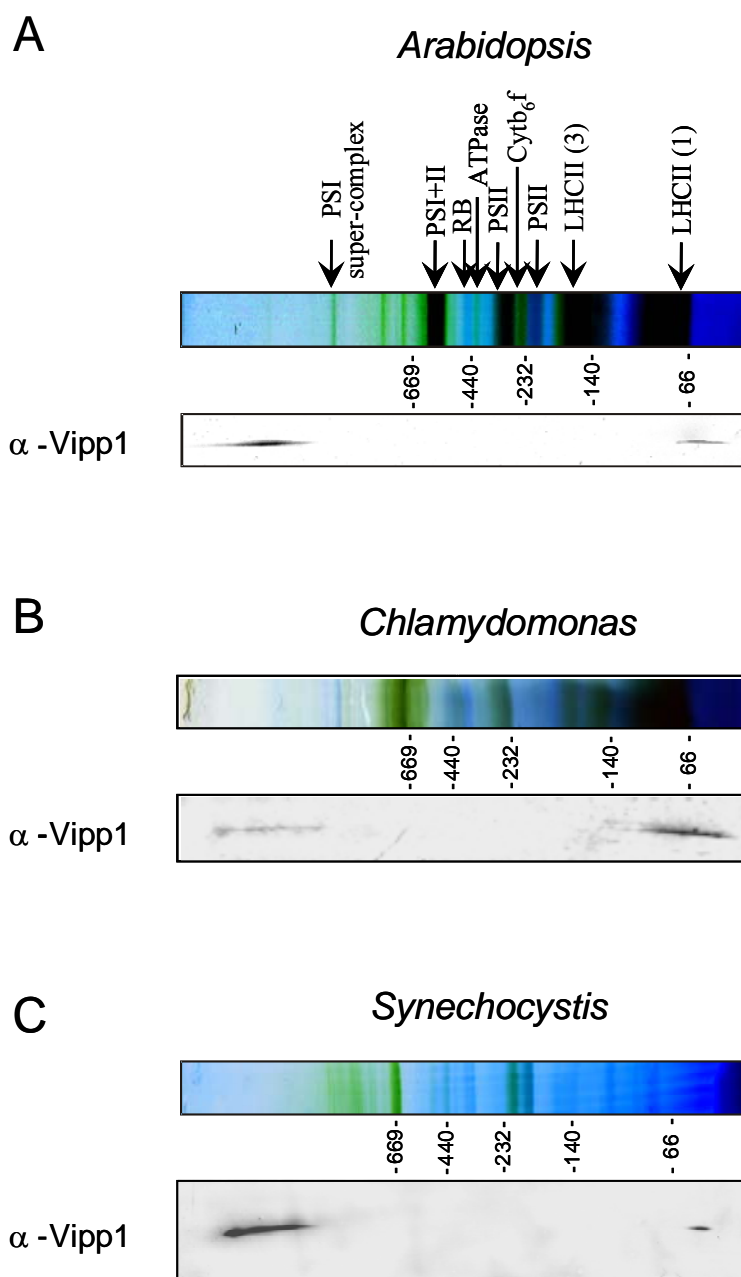 A
Arabidopsis
PSI
super-complex
PSI+II
RB
ATPase
PSII
Cytb₆f
PSII
LHCII (3)
LHCII (1)
-669-
-440-
-232-
-140-
- 66 -
α -Vipp1
B
Chlamydomonas
-669-
-440-
-232-
-140-
- 66 -
α -Vipp1
C
Synechocystis
-669-
-440-
-232-
-140-
- 66 -
α -Vipp1